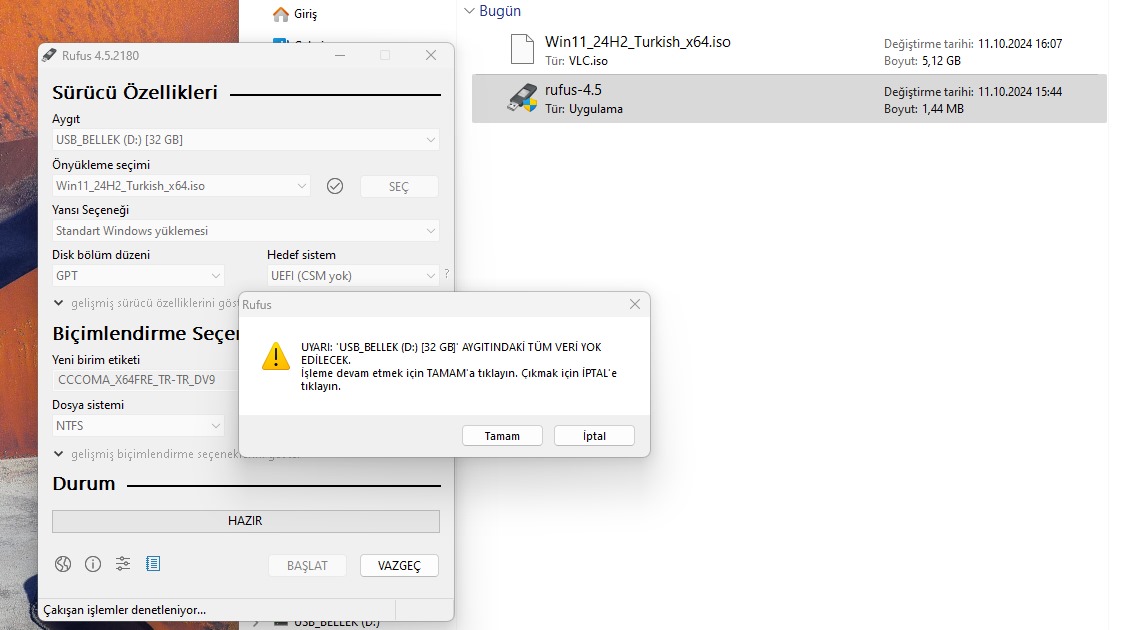 Giriş
Bugün
Win11_24H2_Turkish_x64.iso
Değiştirme tarihi: 11.10.2024 16:07
Tür: VLC.iso
Boyut: 5,12 GB
rufus-4.5
Değiştirme tarihi: 11.10.2024 15:44
Tür: Uygulama
Boyut: 1,44 MB
Rufus 4.5.2180
Sürücü Özellikleri
Aygıt
USB_BELLEK (D:) [32 GB]
Önyükleme seçimi
Win11_24H2_Turkish_x64.iso
SEÇ
Yansı Seçeneği
Standart Windows yüklemesi
Disk bölüm düzeni
Hedef sistem
GPT
UEFI (CSM yok)
?
gelişmiş sürücü özelliklerini göst
Biçimlendirme Seçe
Yeni birim etiketi
CCCOMA_X64FRE_TR-TR_DV9
Dosya sistemi
NTFS
gelişmiş biçimlendirme
Rufus
UYARI: 'USB_BELLEK (D:) [32 GB]' AYGITINDAKİ TÜM VERİ YOK
EDİLECEK.
İşleme devam etmek için TAMAM'a tıklayın. Çıkmak için İPTAL'e
tıklayın.
Tamam
İptal
Durum
HAZIR
BAŞLAT
VAZGEÇ
Çakışan işlemler denetleniyor...
USB_BELLEK (D:)